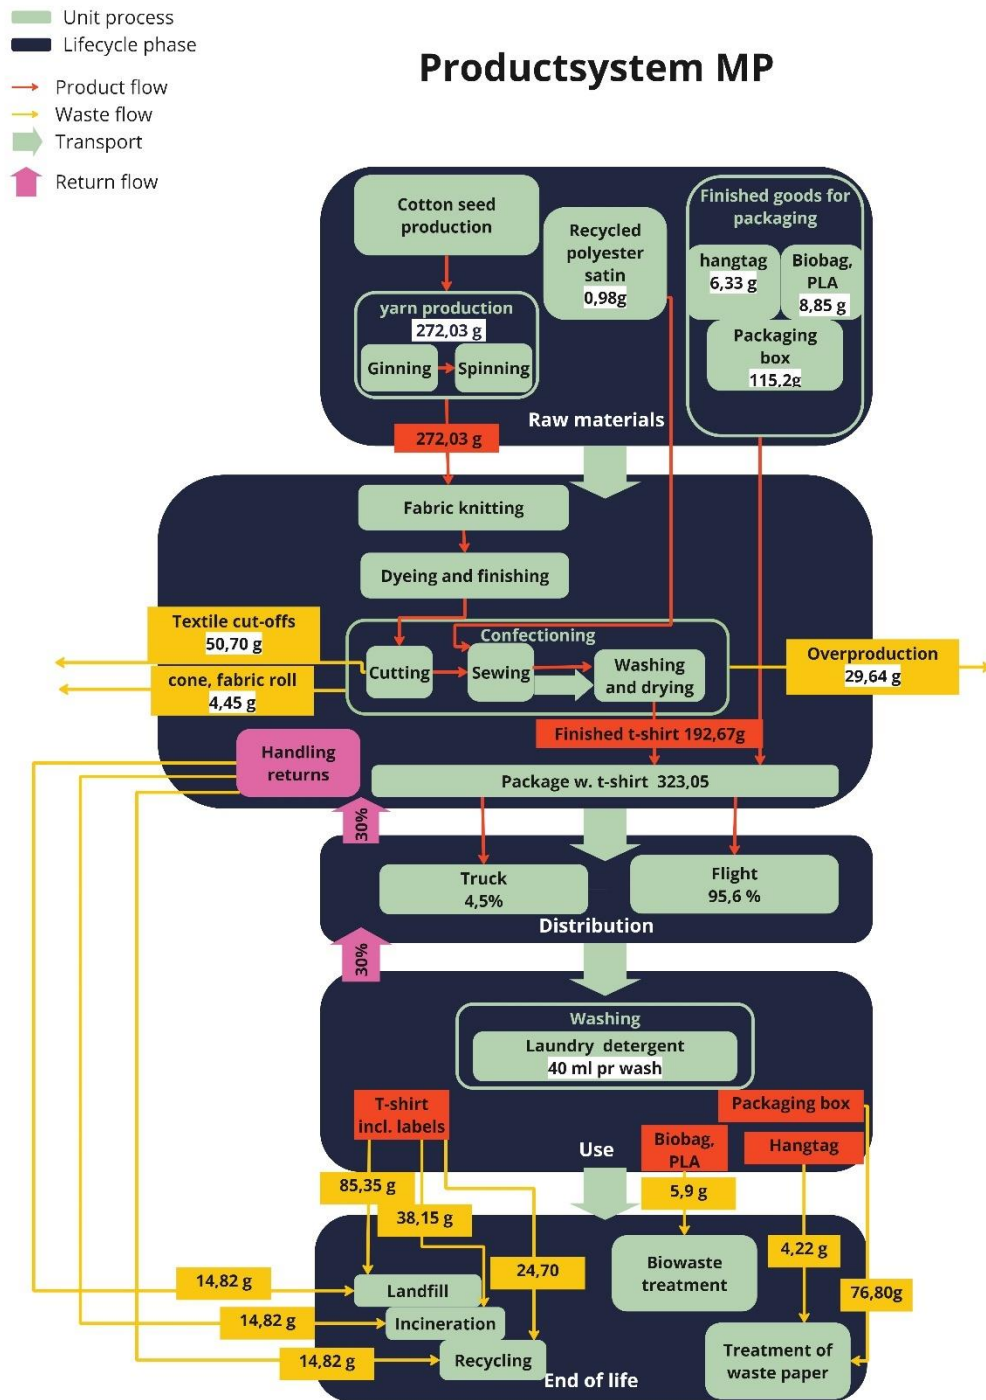 Unit process
Lifecycle phase
Product flow
Waste flow
Transport
Return flow
Productsystem MP
Cotton seed
production
Recycled
polyester
satin
0,98g
Finished goods for
packaging
hangtag
6,33 g
Biobag,
PLA
8,85 g
Packaging
box
115,2g
yarn production
272,03 g
Ginning
Spinning
Raw materials
272,03 g
Fabric knitting
Dyeing and finishing
Textile cut-offs
50,70 g
cone, fabric roll
4,45 g
Confectioning
Cutting
Sewing
Washing
and drying
Overproduction
29,64 g
Finished t-shirt 192,67g
Handling
returns
Package w. t-shirt 323,05
30%
Truck
4,5%
Flight
95,6 %
Distribution
30%
Washing
Laundry detergent
40 ml pr wash
T-shirt
incl. labels
Packaging box
Biobag,
PLA
Hangtag
Use
85,35 g
38,15 g
24,70
5,9 g
4,22 g
76,80g
14,82 g
14,82 g
14,82 g
Landfill
Incineration
Recycling
Biowaste
treatment
Treatment of
waste paper
End of life